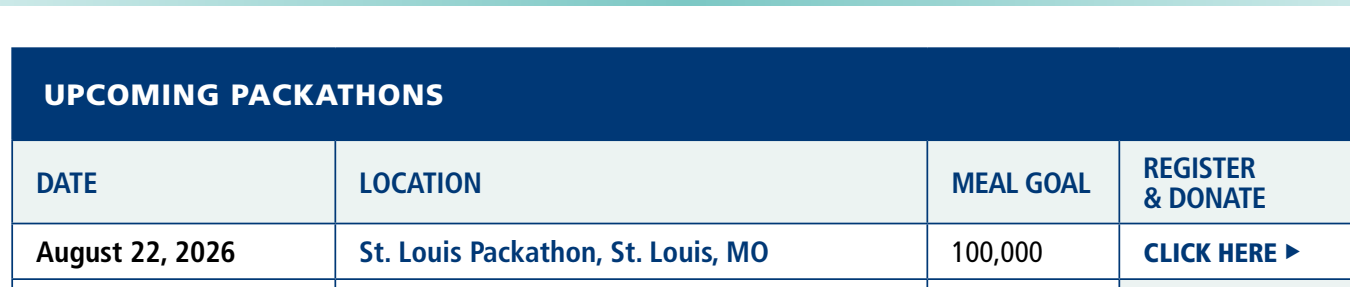 UPCOMING PACKATHONS
DATE
LOCATION
MEAL GOAL
REGISTER
& DONATE
August 22, 2026
St. Louis Packathon, St. Louis, MO
100,000
CLICK HERE ▶